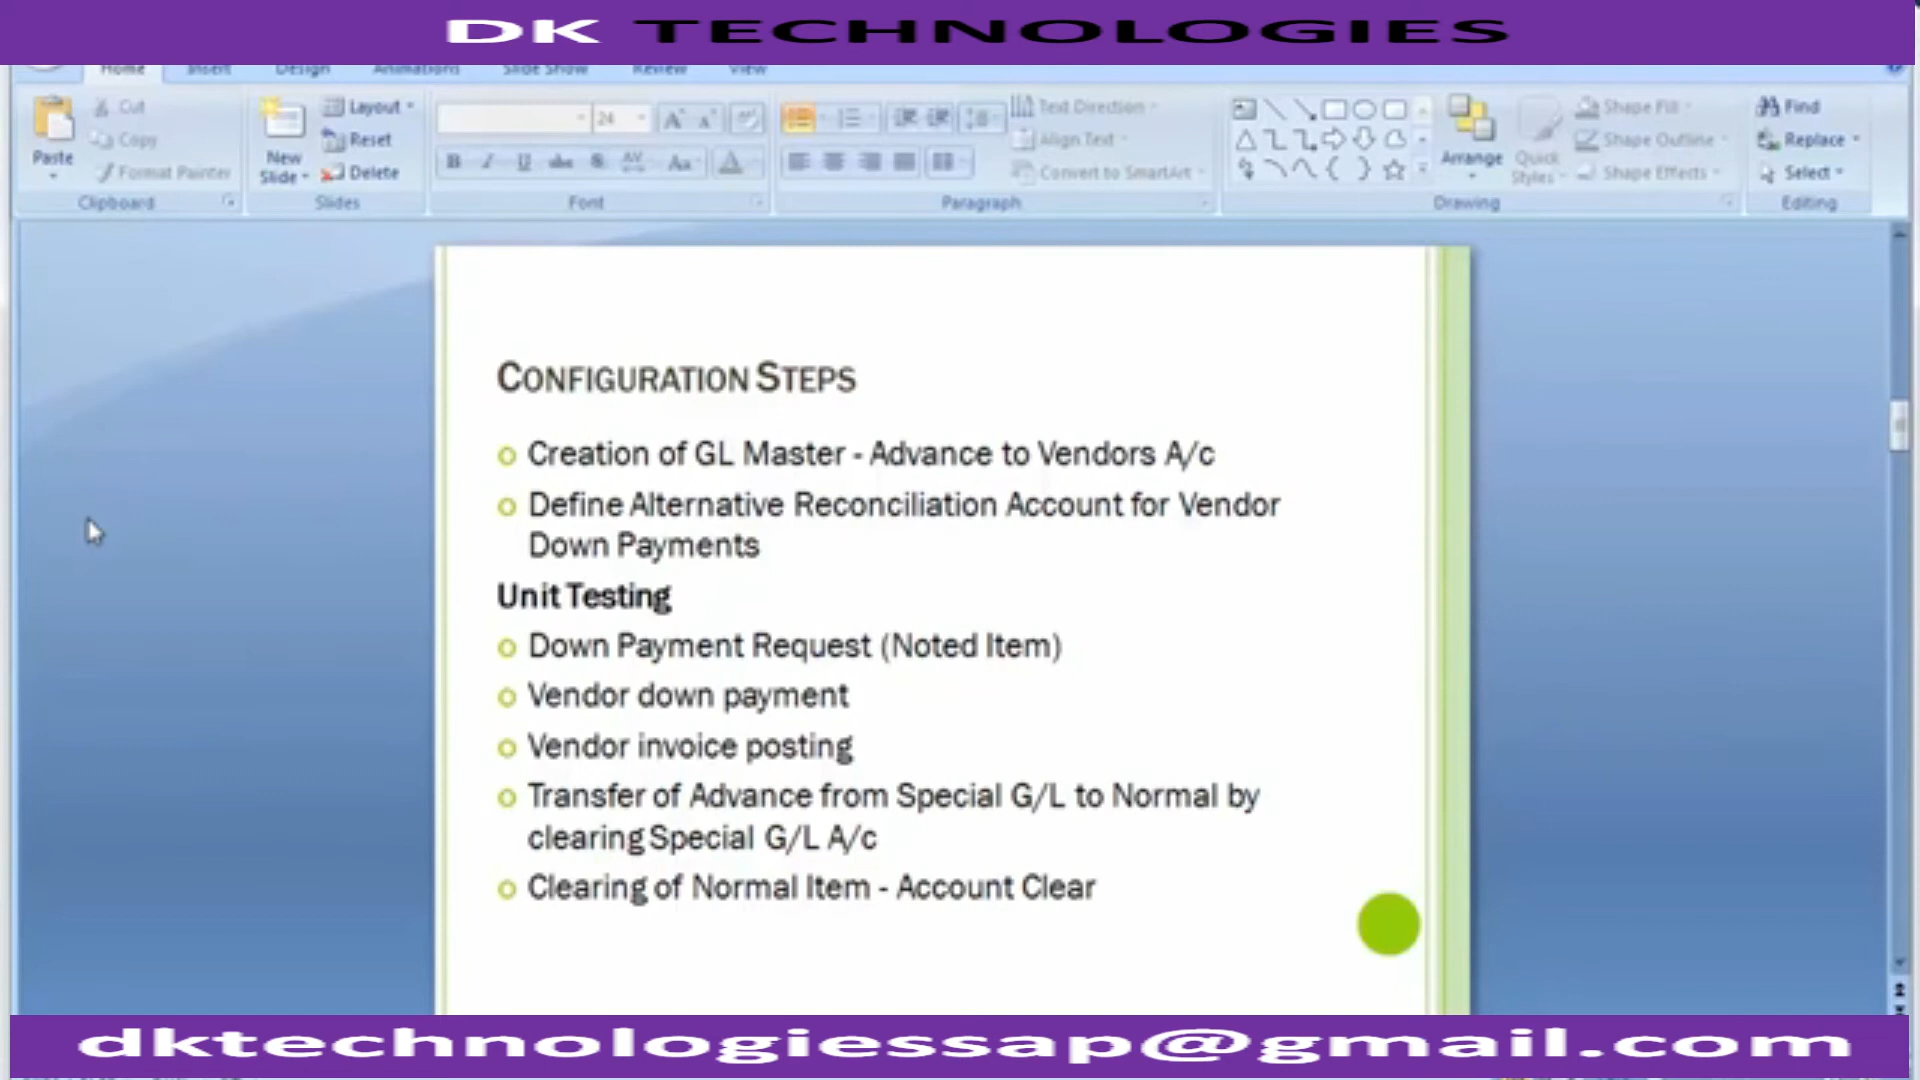 DK TECHNOLOGIES
Home Insert Design Animations Slide Show Review View
Cut
Copy
Format Painter
Paste
Clipboard
New Slide
Layout
Reset
Delete
Slides
24
Font
Text Direction
Align Text
Convert to SmartArt
Paragraph
Arrange
Quick Styles
Shape Fill
Shape Outline
Shape Effects
Drawing
Find
Replace
Select
Editing
CONFIGURATION STEPS
Creation of GL Master - Advance to Vendors A/c
Define Alternative Reconciliation Account for Vendor
Down Payments
Unit Testing
Down Payment Request (Noted Item)
Vendor down payment
Vendor invoice posting
Transfer of Advance from Special G/L to Normal by
clearing Special G/L A/c
Clearing of Normal Item - Account Clear
dktechnologiessap@gmail.com